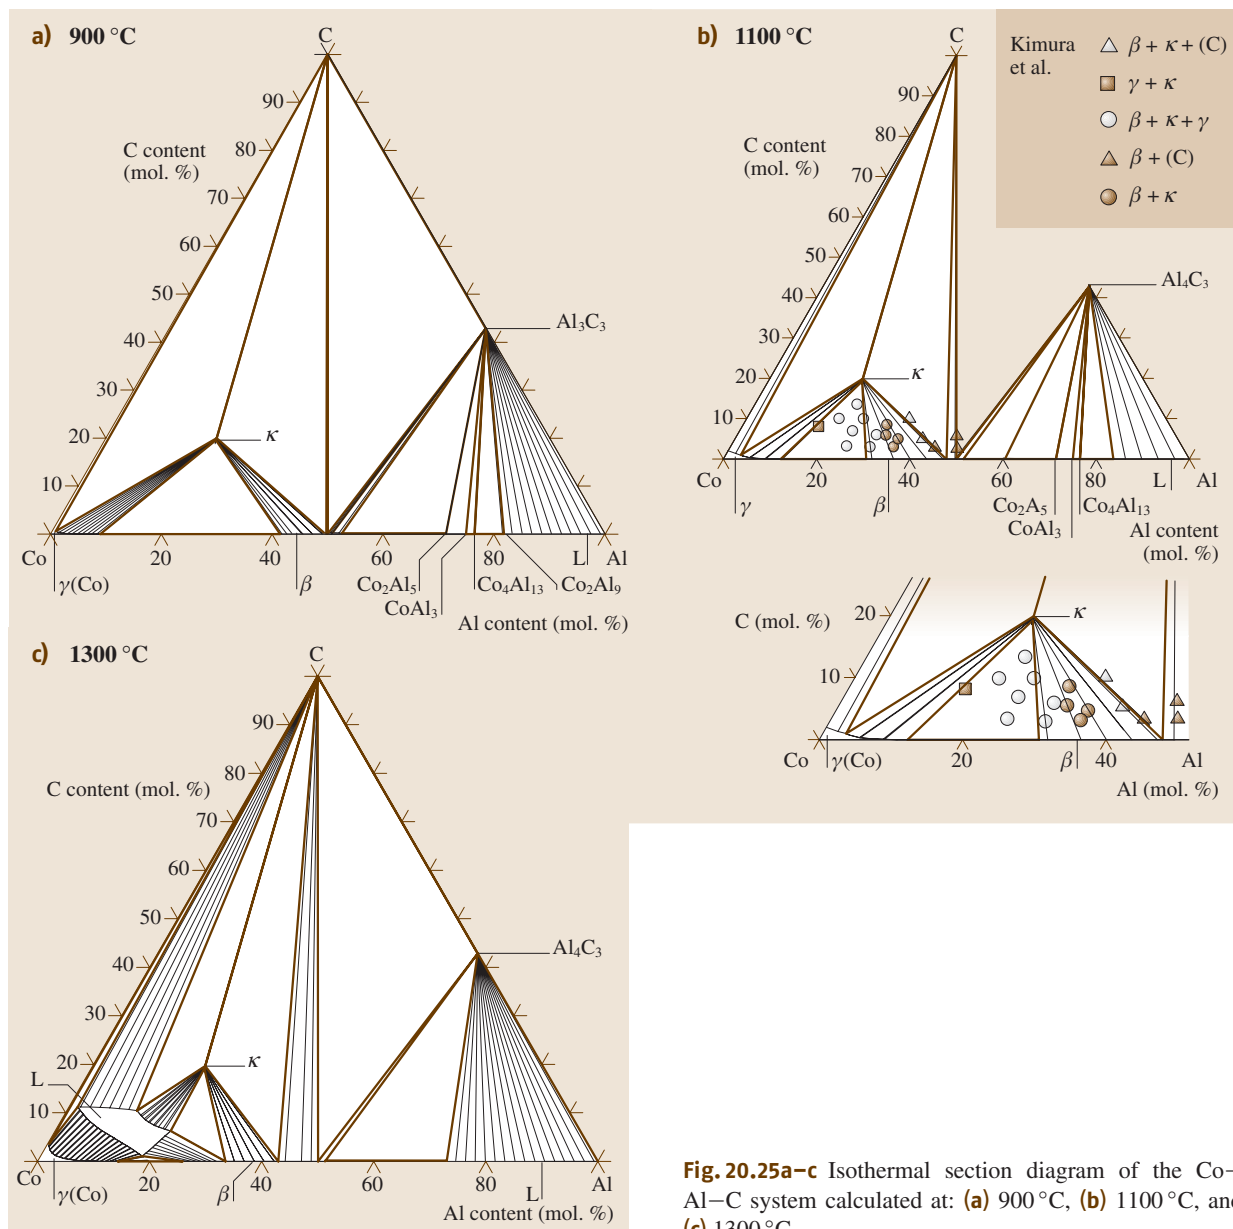 a) 900 °C
C
90
C content
(mol. %)
80
70
60
50
40
30
20
10
Al₃C₃
κ
Co
20
40
60
80
L
Al
γ(Co)
β
Co₂Al₅
CoAl₃
Co₄Al₁₃
Co₂Al₉
Al content (mol. %)
b) 1100 °C
C
90
80
C content
(mol. %)
70
60
50
40
30
20
10
Kimura
et al.
β + κ + (C)
γ + κ
β + κ + γ
β + (C)
β + κ
Al₄C₃
κ
Co
20
40
60
80
L
Al
γ
β
Co₂A₅
CoAl₃
Co₄Al₁₃
Al content
(mol. %)
C (mol. %)
20
10
κ
Co
γ(Co)
20
β
40
Al
Al (mol. %)
c) 1300 °C
C
90
80
C content (mol. %)
70
60
50
40
30
20
10
Al₄C₃
κ
L
Co
γ(Co)
20
β
40
60
80
L
Al
Al content (mol. %)
Fig. 20.25a–c Isothermal section diagram of the Co–
Al–C system calculated at: (a) 900 °C, (b) 1100 °C, and
(c) 1300 °C